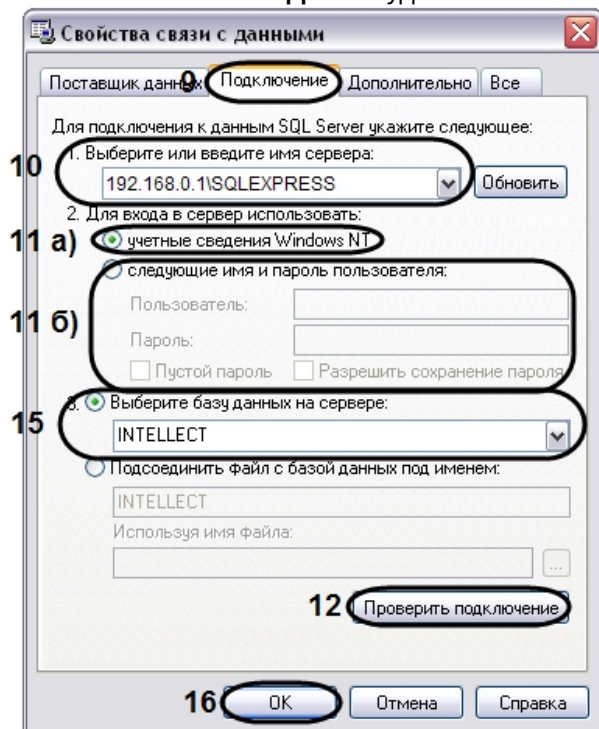 Свойства связи с данными
Поставщик данных 9 Подключение Дополнительно Все
Для подключения к данным SQL Server укажите следующее:
10 1. Выберите или введите имя сервера:
192.168.0.1\SQLEXPRESS Обновить
2. Для входа в сервер использовать:
11 а) учетные сведения Windows NT
следующие имя и пароль пользователя:
Пользователь:
11 б) Пароль:
Пустой пароль Разрешить сохранение пароля
15 3. Выберите базу данных на сервере:
INTELLECT
Подсоединить файл с базой данных под именем:
INTELLECT
Используя имя файла:
...
12 Проверить подключение
16 ОК Отмена Справка